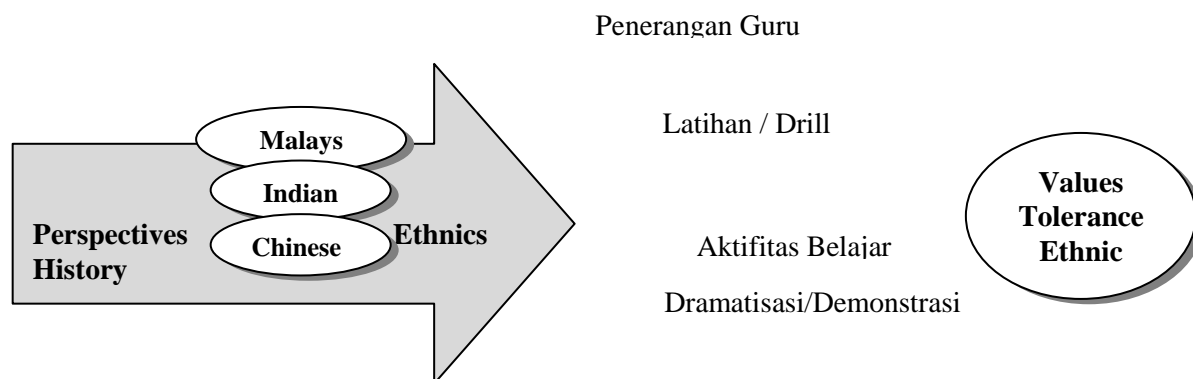 Penerangan Guru
Latihan / Drill
Malays
Indian
Chinese
Perspectives
History
Ethnics
Aktifitas Belajar
Dramatisasi/Demonstrasi
Values
Tolerance
Ethnic